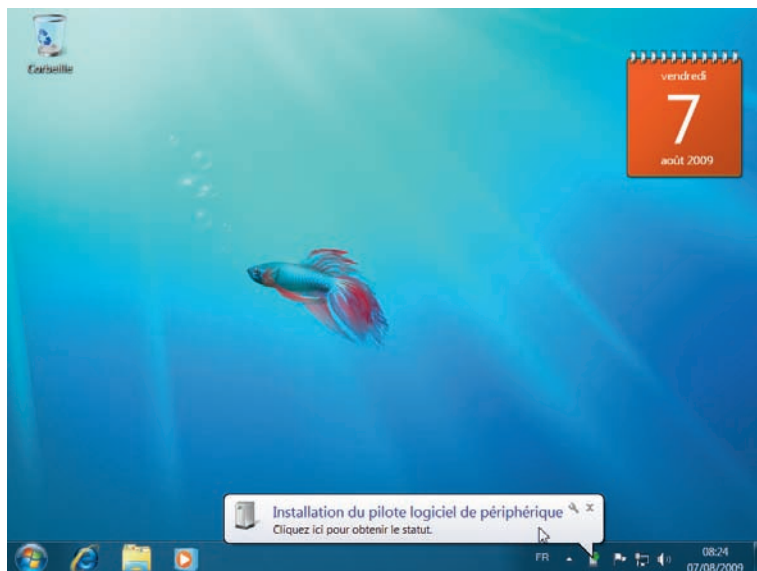 Corbeille
vendredi
7
août 2009
Installation du pilote logiciel de périphérique
Cliquez ici pour obtenir le statut.
FR
08:24
07/08/2009